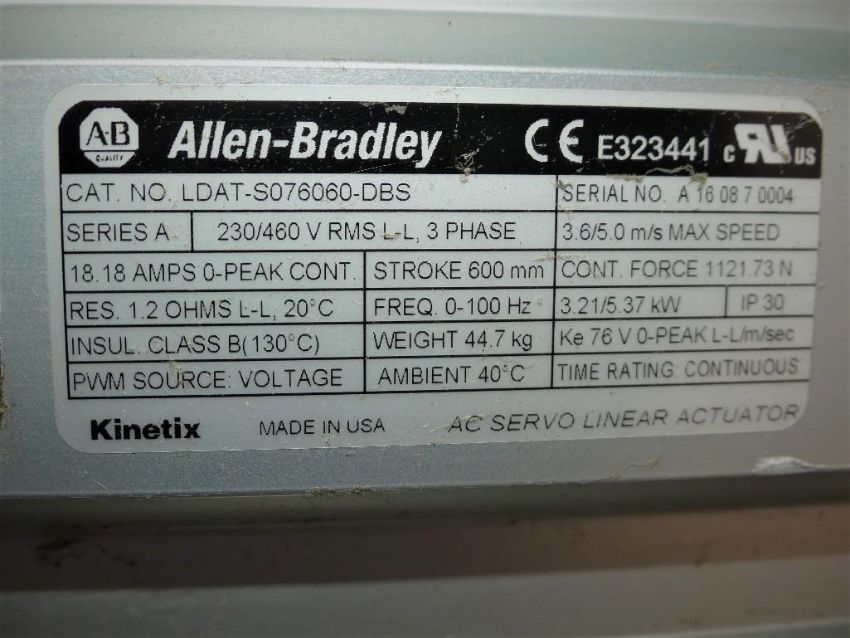 A-B QUALITY Allen-Bradley CE E323441 c RU US
CAT. NO. LDAT-S076060-DBS SERIAL NO. A 16 08 7 0004
SERIES A 230/460 V RMS L-L, 3 PHASE 3.6/5.0 m/s MAX SPEED
18.18 AMPS 0-PEAK CONT. STROKE 600 mm CONT. FORCE 1121.73 N
RES. 1.2 OHMS L-L, 20°C FREQ. 0-100 Hz 3.21/5.37 kW IP 30
INSUL. CLASS B(130°C) WEIGHT 44.7 kg Ke 76 V 0-PEAK L-L/m/sec
PWM SOURCE: VOLTAGE AMBIENT 40°C TIME RATING: CONTINUOUS
Kinetix MADE IN USA AC SERVO LINEAR ACTUATOR